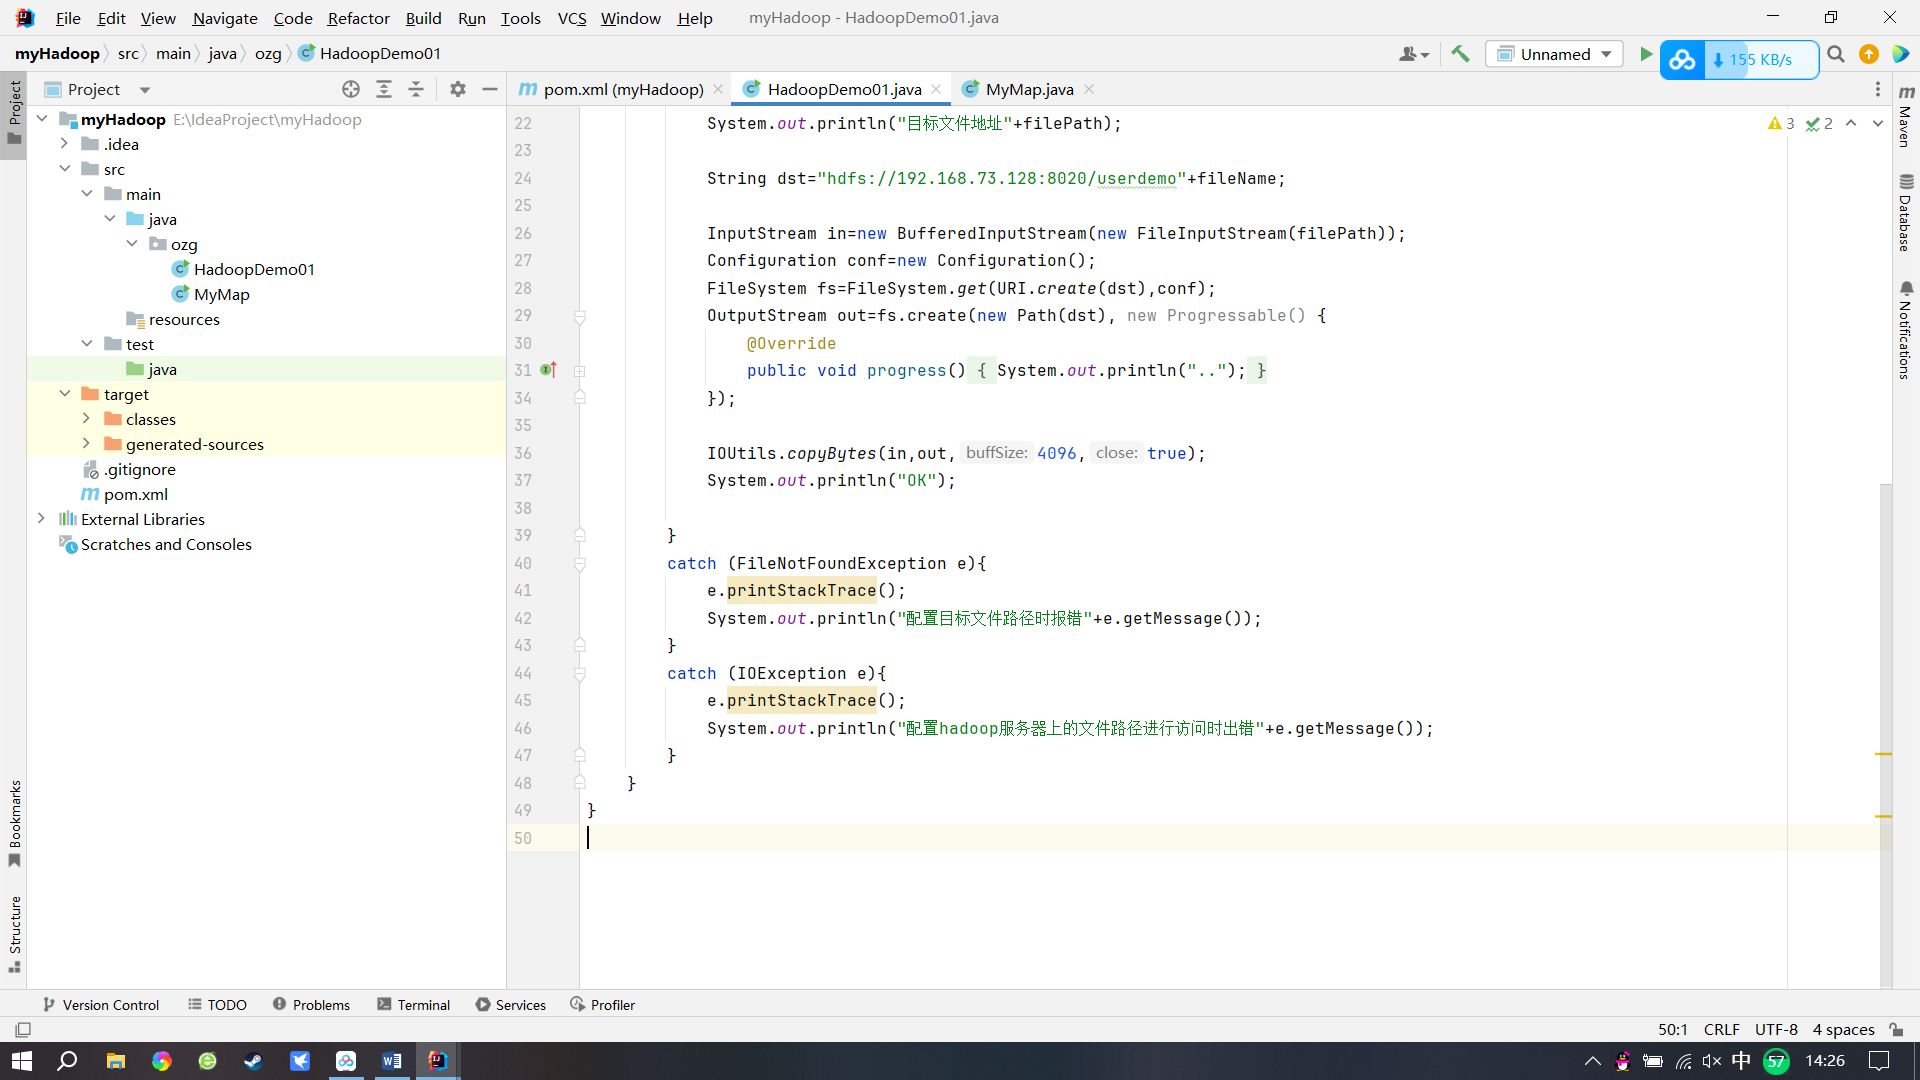 File Edit View Navigate Code Refactor Build Run Tools VCS Window Help myHadoop - HadoopDemo01.java
myHadoop src main java ozg HadoopDemo01 Unnamed 155 KB/s
Project
pom.xml (myHadoop) HadoopDemo01.java MyMap.java
myHadoop E:\IdeaProject\myHadoop
.idea
src
main
java
ozg
HadoopDemo01
MyMap
resources
test
java
target
classes
generated-sources
.gitignore
pom.xml
External Libraries
Scratches and Consoles
Project
Bookmarks
Structure
3 2
22 System.out.println("目标文件地址"+filePath);
23
24 String dst="hdfs://192.168.73.128:8020/userdemo"+fileName;
25
26 InputStream in=new BufferedInputStream(new FileInputStream(filePath));
27 Configuration conf=new Configuration();
28 FileSystem fs=FileSystem.get(URI.create(dst),conf);
29 OutputStream out=fs.create(new Path(dst), new Progressable() {
30 @Override
31 public void progress() { System.out.println(".."); }
34 });
35
36 IOUtils.copyBytes(in,out, buffSize: 4096, close: true);
37 System.out.println("OK");
38
39 }
40 catch (FileNotFoundException e){
41 e.printStackTrace();
42 System.out.println("配置目标文件路径时报错"+e.getMessage());
43 }
44 catch (IOException e){
45 e.printStackTrace();
46 System.out.println("配置hadoop服务器上的文件路径进行访问时出错"+e.getMessage());
47 }
48 }
49 }
50
Maven
Database
Notifications
Version Control TODO Problems Terminal Services Profiler
50:1 CRLF UTF-8 4 spaces
中 57 14:26